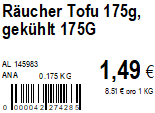 Räucher Tofu 175g,
gekühlt 175G
AL 145983
ANA 0.175 KG
1,49 €
8.51 € pro 1 KG
0 000042 274285